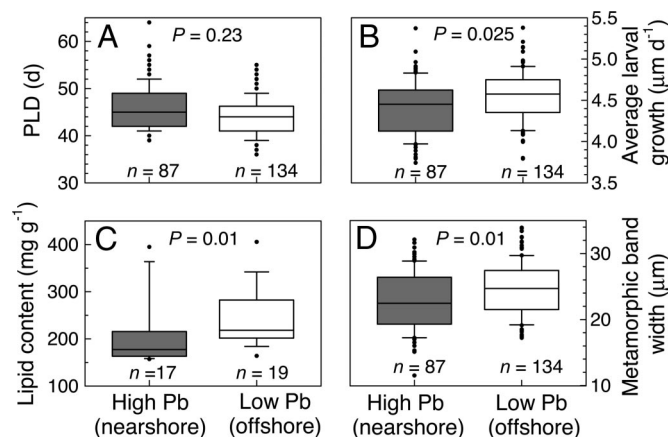 A
P = 0.23
PLD (d)
60
50
40
30
n = 87
n = 134
B
P = 0.025
5.5
5.0
4.5
4.0
3.5
Average larval
growth (μm d⁻¹)
n = 87
n = 134
C
P = 0.01
Lipid content (mg g⁻¹)
400
300
200
100
n =17
n = 19
D
P = 0.01
30
20
10
Metamorphic band
width (μm)
n = 87
n = 134
High Pb
(nearshore)
Low Pb
(offshore)
High Pb
(nearshore)
Low Pb
(offshore)